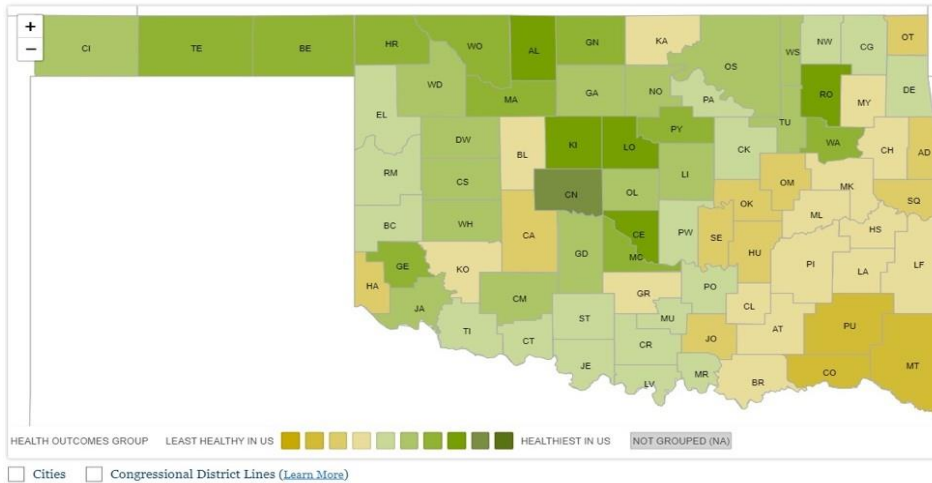 +
−
CI TE BE HR WO AL GN KA OS WS NW CG OT
EL WD MA GA NO PA TU RO MY DE
DW BL KI LO PY CK WA CH AD
RM CS CN OL LI OM MK SQ
BC WH CA GD CE PW SE OK ML HS
GE KO MC HU PI LA LF
HA JA CM GR PO CL
TI CT ST MU JO AT PU
JE CR MR BR CO MT
LV
HEALTH OUTCOMES GROUP LEAST HEALTHY IN US HEALTHIEST IN US NOT GROUPED (NA)
Cities Congressional District Lines (Learn More)